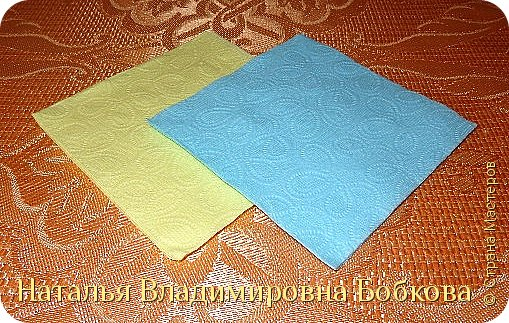 Наталья Владимировна Бобкова
© Страна Мастеров